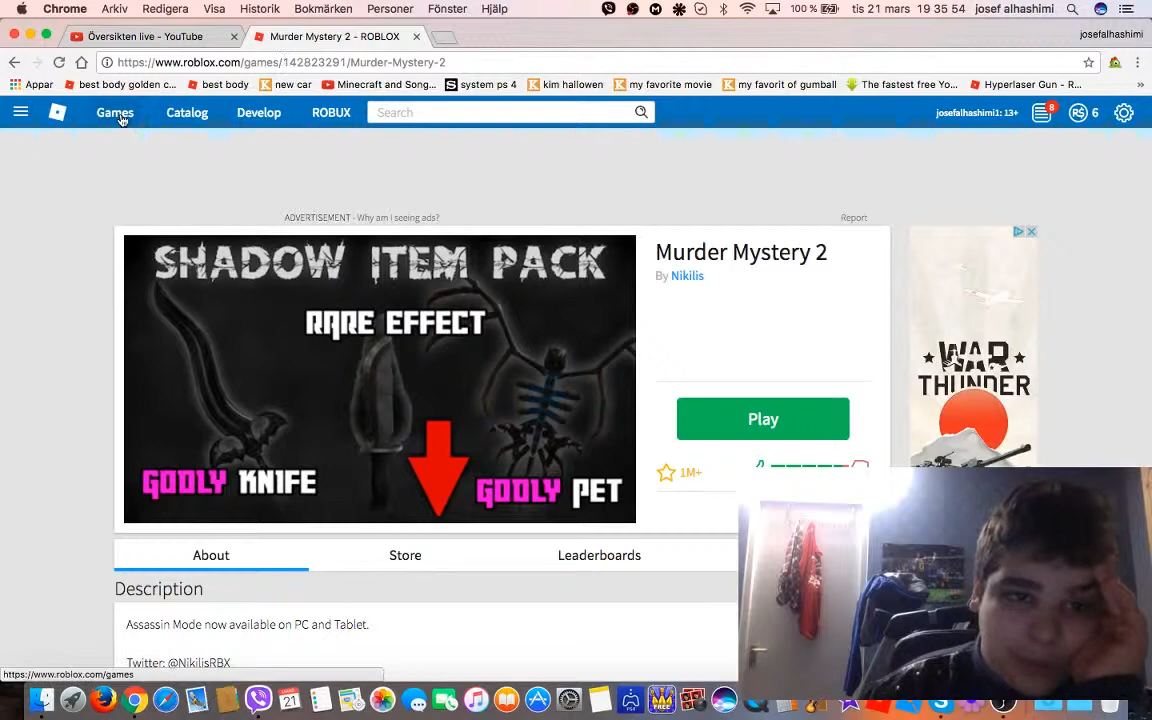 Chrome Arkiv Redigera Visa Historik Bokmärken Personer Fönster Hjälp 100 % tis 21 mars 19 35 54 josef alhashimi
Översikten live - YouTube
Murder Mystery 2 - ROBLOX
josefalhashimi
https://www.roblox.com/games/142823291/Murder-Mystery-2
Appar best body golden c... best body new car Minecraft and Song... system ps 4 kim hallowen my favorite movie my favorit of gumball The fastest free Yo... Hyperlaser Gun - R... »
Games Catalog Develop ROBUX Search josefalhashimi1: 13+ 8 R$ 6
ADVERTISEMENT - Why am I seeing ads?
Report
SHADOW ITEM PACK
RARE EFFECT
GODLY KNIFE
GODLY PET
Murder Mystery 2
By Nikilis
Play
1M+
WAR
THUNDER
About Store Leaderboards
Description
Assassin Mode now available on PC and Tablet.
Twitter: @NikilisRBX
https://www.roblox.com/games
21
PS4
FREE